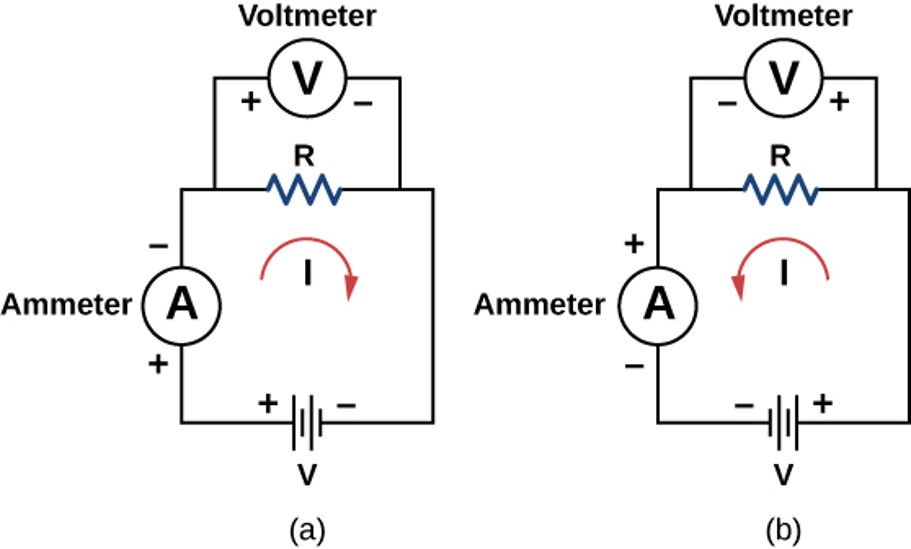 Voltmeter
V
+ −
R
−
I
Ammeter A
+
+ −
V
(a)
Voltmeter
V
− +
R
+
I
Ammeter A
−
− +
V
(b)